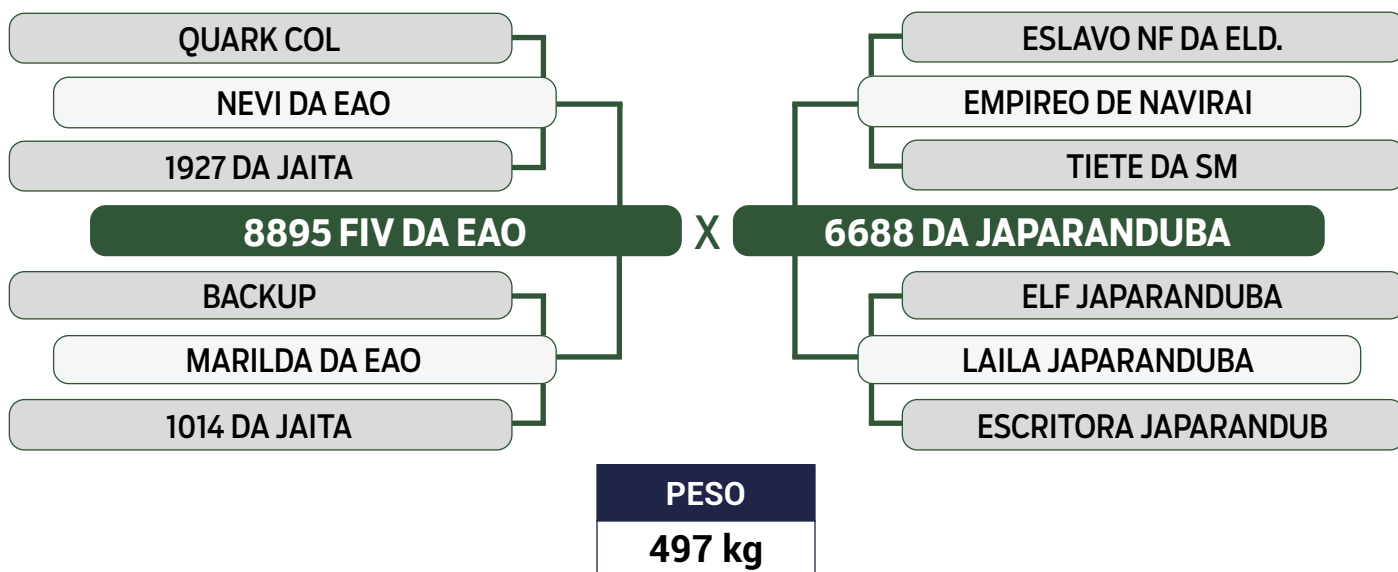 QUARK COL
NEVI DA EAO
1927 DA JAITA
8895 FIV DA EAO
BACKUP
MARILDA DA EAO
1014 DA JAITA
X
ESLAVO NF DA ELD.
EMPIREO DE NAVIRAI
TIETE DA SM
6688 DA JAPARANDUBA
ELF JAPARANDUBA
LAILA JAPARANDUBA
ESCRITORA JAPARANDUB
PESO
497 kg